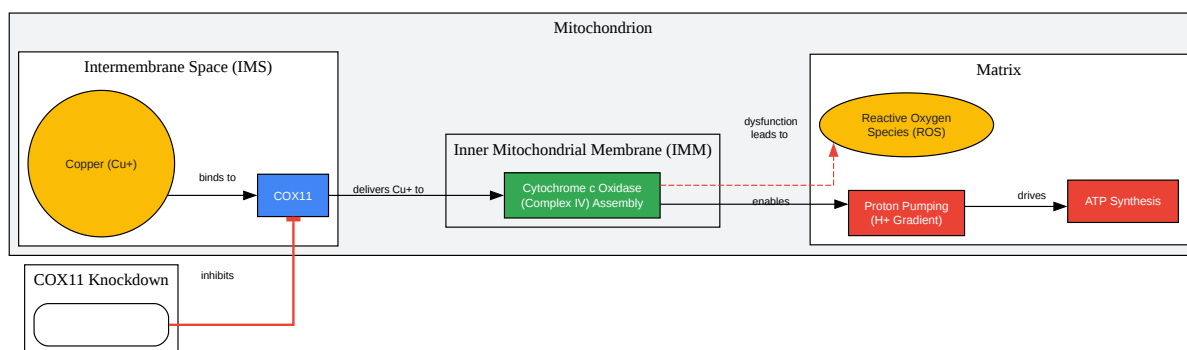 Mitochondrion
Intermembrane Space (IMS)
Copper (Cu+)
binds to
COX11
delivers Cu+ to
Inner Mitochondrial Membrane (IMM)
Cytochrome c Oxidase
(Complex IV) Assembly
dysfunction
leads to
enables
Matrix
Reactive Oxygen
Species (ROS)
Proton Pumping
(H+ Gradient)
drives
ATP Synthesis
COX11 Knockdown
inhibits